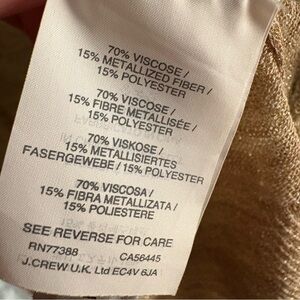 70% VISCOSE /
15% METALLIZED FIBER /
15% POLYESTER
70% VISCOSE /
15% FIBRE METALLISÉE /
15% POLYESTER
70% VISKOSE /
15% METALLISIERTES
FASERGEWEBE / 15% POLYESTER
70% VISCOSA /
15% FIBRA METALLIZATA /
15% POLIESTERE
SEE REVERSE FOR CARE
RN77388 CA56445
J.CREW U.K. Ltd EC4V 6JA